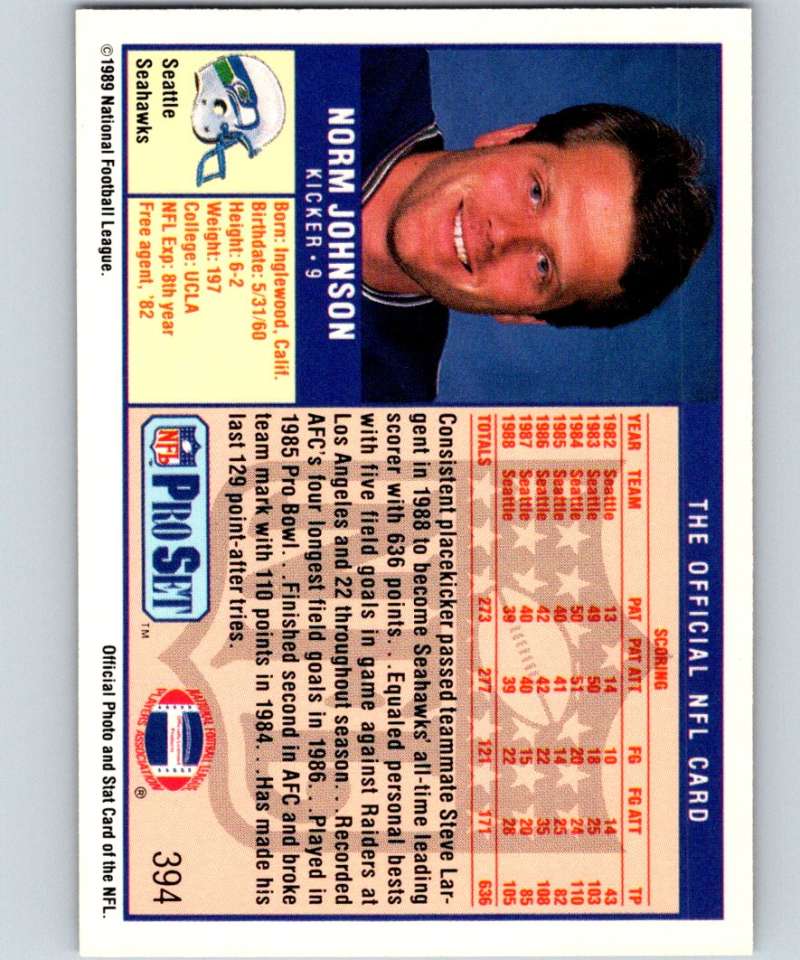 THE OFFICIAL NFL CARD
NORM JOHNSON
KICKER • 9
Seattle
Seahawks
Born: Inglewood, Calif.
Birthdate: 5/31/60
Height: 6-2
Weight: 197
College: UCLA
NFL Exp: 8th year
Free agent, '82
SCORING
YEAR TEAM PAT PAT ATT FG FG ATT TP
1982 Seattle 13 14 10 14 43
1983 Seattle 49 50 18 25 103
1984 Seattle 50 51 20 24 110
1985 Seattle 40 41 14 25 82
1986 Seattle 42 42 22 35 108
1987 Seattle 40 40 15 20 85
1988 Seattle 39 39 22 28 105
TOTALS 273 277 121 171 636
Consistent placekicker passed teammate Steve Lar-
gent in 1988 to become Seahawks' all-time leading
scorer with 636 points. . .Equaled personal bests
with five field goals in game against Raiders at
Los Angeles and 22 throughout season. . .Recorded
AFC's four longest field goals in 1986. . .Played in
1985 Pro Bowl. . .Finished second in AFC and broke
team mark with 110 points in 1984. . .Has made his
last 129 point-after tries.
NFL PRO SET TM
NATIONAL FOOTBALL LEAGUE
PLAYERS ASSOCIATION ®
Officially Licensed
Product
394
©1989 National Football League.
Official Photo and Stat Card of the NFL.